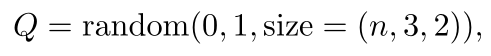 Q = random(0, 1, size = (n, 3, 2)),